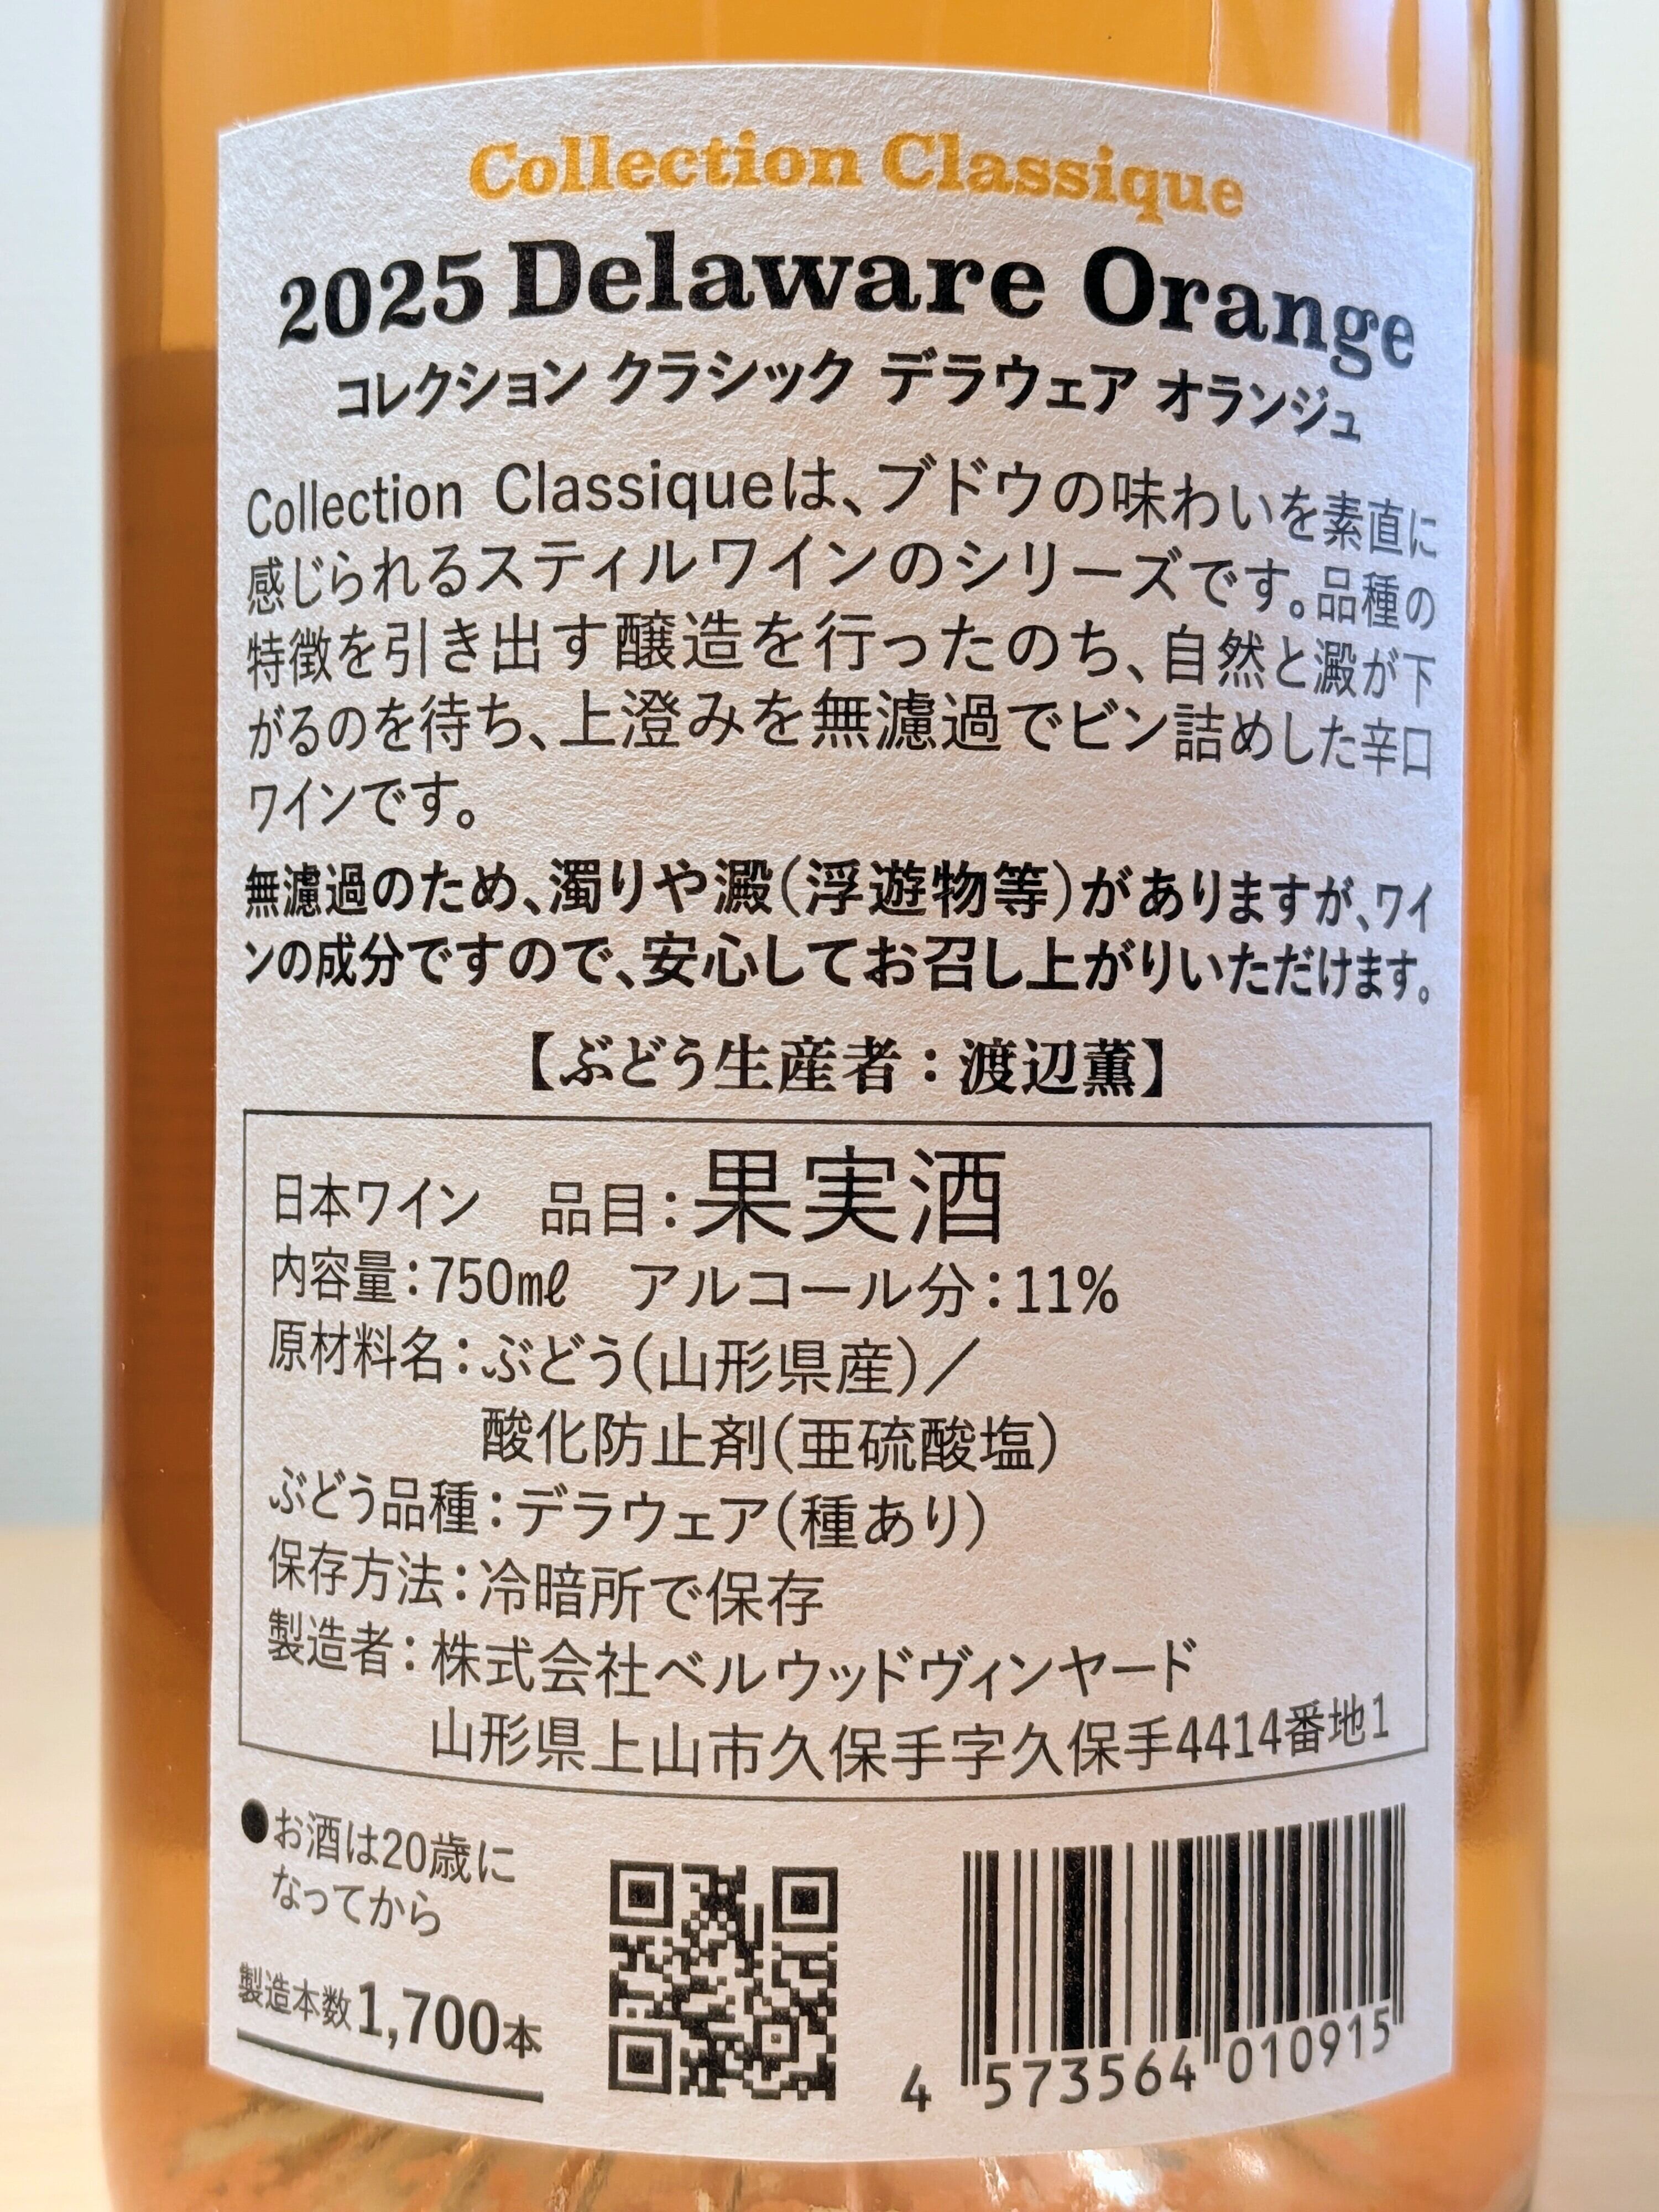 Collection Classique
2025 Delaware Orange
コレクション クラシック デラウェア オランジュ
Collection Classiqueは、ブドウの味わいを素直に
感じられるスティルワインのシリーズです。品種の
特徴を引き出す醸造を行ったのち、自然と澱が下
がるのを待ち、上澄みを無濾過でビン詰めした辛口
ワインです。
無濾過のため、濁りや澱(浮遊物等)がありますが、ワイ
ンの成分ですので、安心してお召し上がりいただけます。
【ぶどう生産者：渡辺薫】
日本ワイン 品目：果実酒
内容量：750mℓ アルコール分：11%
原材料名：ぶどう(山形県産)／
酸化防止剤(亜硫酸塩)
ぶどう品種：デラウェア(種あり)
保存方法：冷暗所で保存
製造者：株式会社ベルウッドヴィンヤード
山形県上山市久保手字久保手4414番地1
●お酒は20歳に
なってから
製造本数1,700本
4 573564 010915